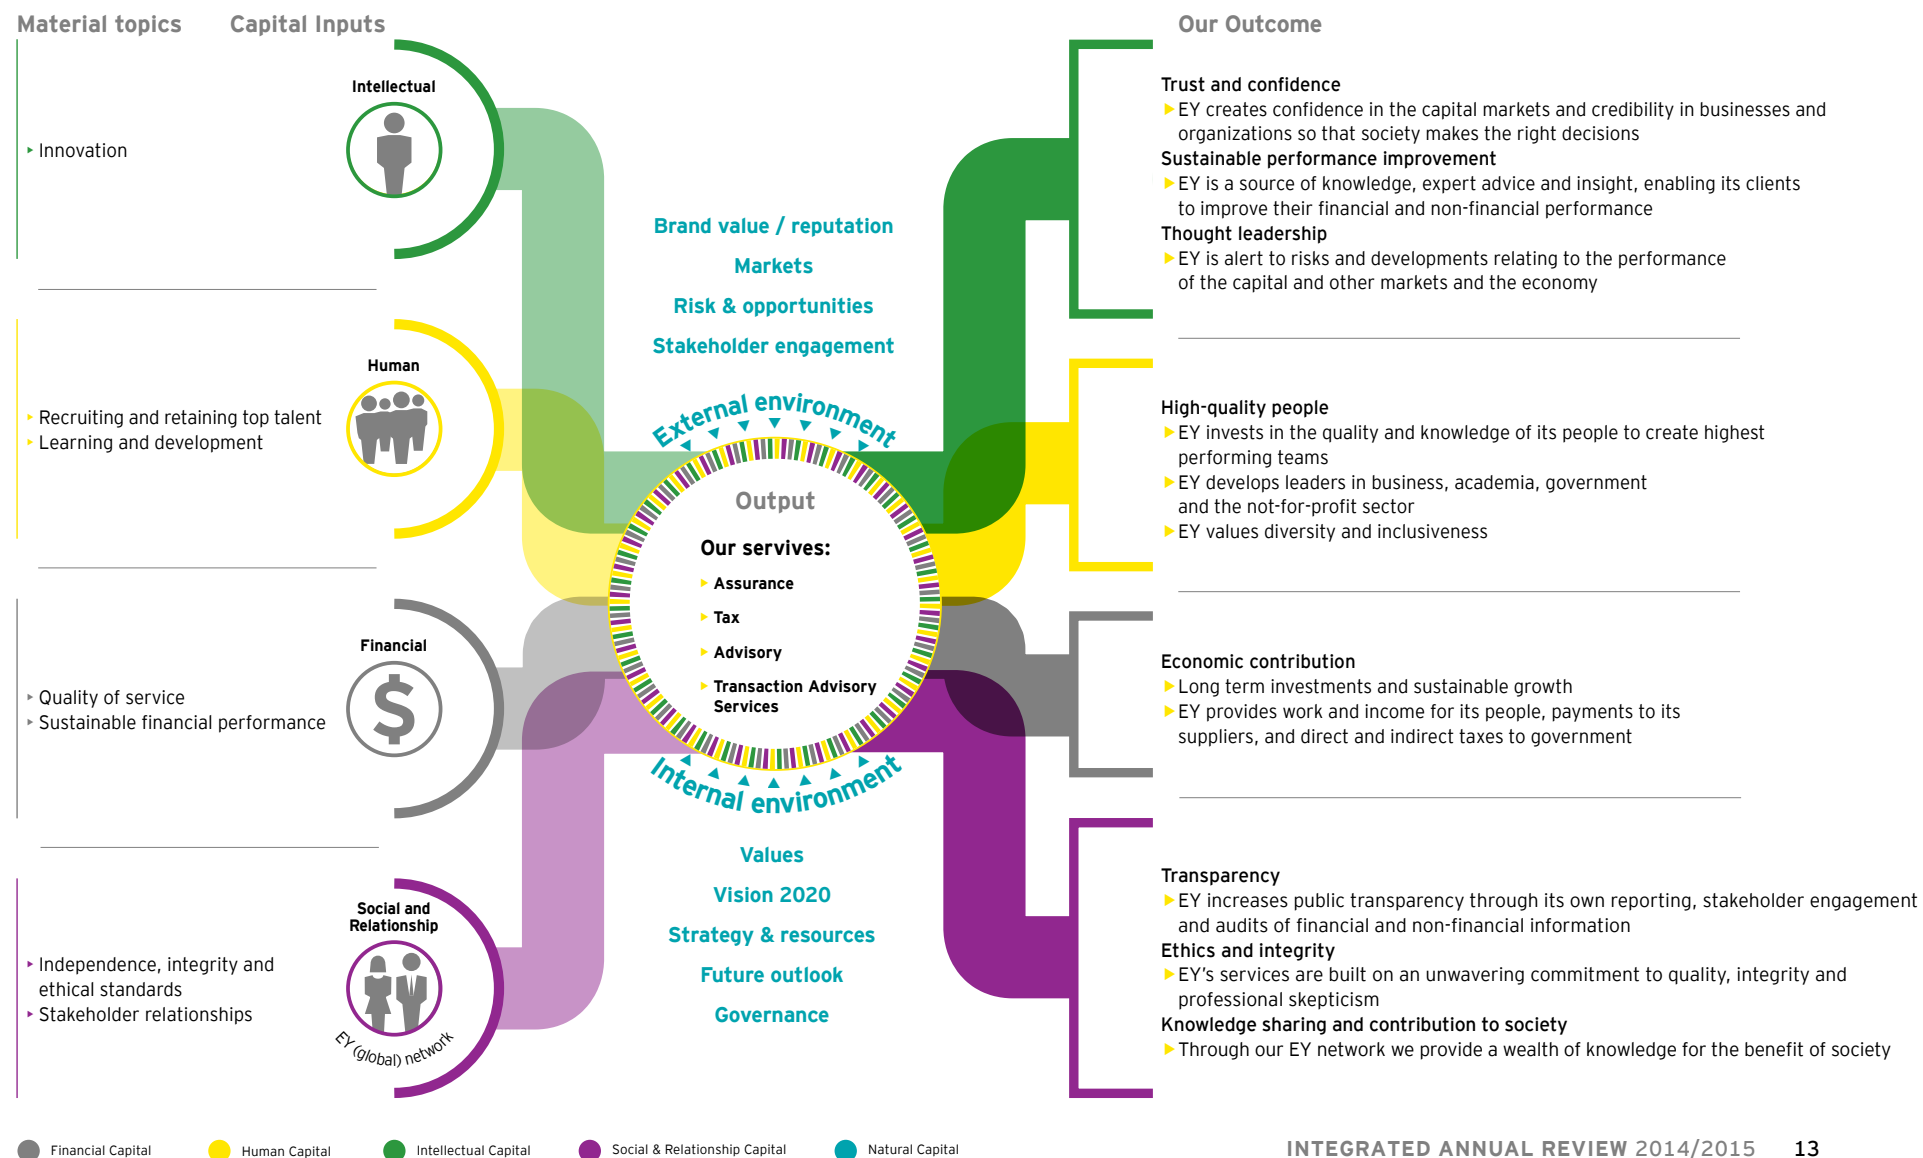 Material topics
Capital Inputs
Our Outcome
Innovation
Intellectual
Recruiting and retaining top talent
Learning and development
Human
Quality of service
Sustainable financial performance
Financial
Independence, integrity and
ethical standards
Stakeholder relationships
Social and
Relationship
EY (global) network
Brand value / reputation
Markets
Risk & opportunities
Stakeholder engagement
External environment
Output
Our servives:
Assurance
Tax
Advisory
Transaction Advisory
Services
Internal environment
Values
Vision 2020
Strategy & resources
Future outlook
Governance
Trust and confidence
EY creates confidence in the capital markets and credibility in businesses and
organizations so that society makes the right decisions
Sustainable performance improvement
EY is a source of knowledge, expert advice and insight, enabling its clients
to improve their financial and non-financial performance
Thought leadership
EY is alert to risks and developments relating to the performance
of the capital and other markets and the economy
High-quality people
EY invests in the quality and knowledge of its people to create highest
performing teams
EY develops leaders in business, academia, government
and the not-for-profit sector
EY values diversity and inclusiveness
Economic contribution
Long term investments and sustainable growth
EY provides work and income for its people, payments to its
suppliers, and direct and indirect taxes to government
Transparency
EY increases public transparency through its own reporting, stakeholder engagement
and audits of financial and non-financial information
Ethics and integrity
EY's services are built on an unwavering commitment to quality, integrity and
professional skepticism
Knowledge sharing and contribution to society
Through our EY network we provide a wealth of knowledge for the benefit of society
Financial Capital
Human Capital
Intellectual Capital
Social & Relationship Capital
Natural Capital
INTEGRATED ANNUAL REVIEW 2014/2015 13